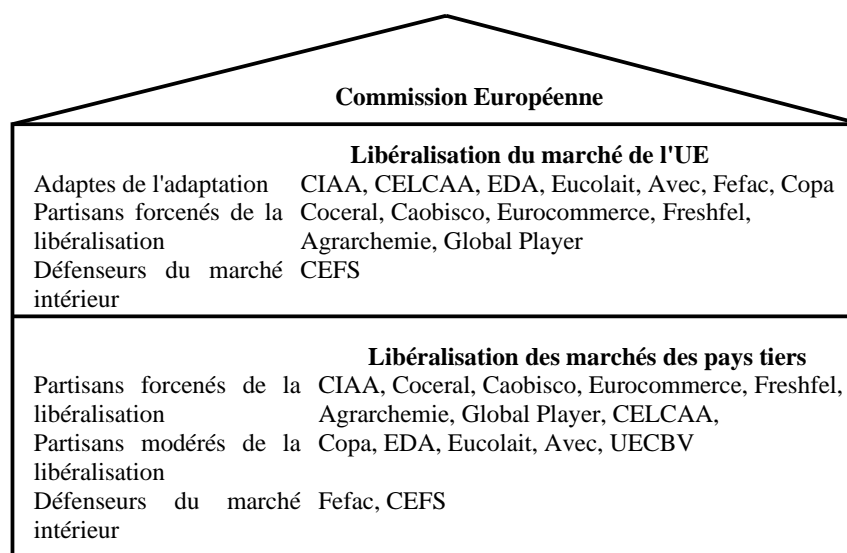 Commission Européenne
Libéralisation du marché de l'UE
Adaptes de l'adaptation CIAA, CELCAA, EDA, Eucolait, Avec, Fefac, Copa
Partisans forcenés de la Coceral, Caobisco, Eurocommerce, Freshfel,
libéralisation Agrarchemie, Global Player
Défenseurs du marché CEFS
intérieur
Libéralisation des marchés des pays tiers
Partisans forcenés de la CIAA, Coceral, Caobisco, Eurocommerce, Freshfel,
libéralisation Agrarchemie, Global Player, CELCAA,
Partisans modérés de la Copa, EDA, Eucolait, Avec, UECBV
libéralisation
Défenseurs du marché Fefac, CEFS
intérieur